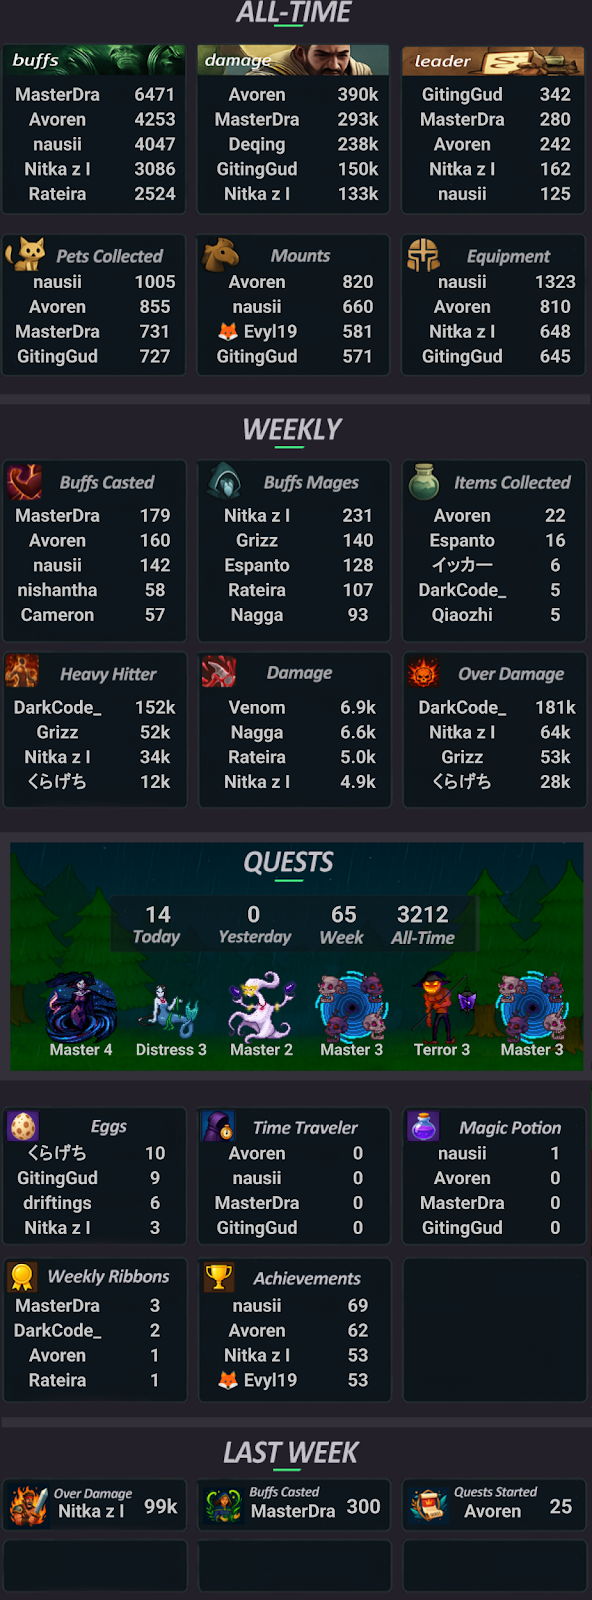 ALL-TIME
buffs
MasterDra 6471
Avoren 4253
nausii 4047
Nitka z I 3086
Rateira 2524
damage
Avoren 390k
MasterDra 293k
Deqing 238k
GitingGud 150k
Nitka z I 133k
leader
GitingGud 342
MasterDra 280
Avoren 242
Nitka z I 162
nausii 125
Pets Collected
nausii 1005
Avoren 855
MasterDra 731
GitingGud 727
Mounts
Avoren 820
nausii 660
🦊 Evyl19 581
GitingGud 571
Equipment
nausii 1323
Avoren 810
Nitka z I 648
GitingGud 645
WEEKLY
Buffs Casted
MasterDra 179
Avoren 160
nausii 142
nishantha 58
Cameron 57
Buffs Mages
Nitka z I 231
Grizz 140
Espanto 128
Rateira 107
Nagga 93
Items Collected
Avoren 22
Espanto 16
イッカー 6
DarkCode_ 5
Qiaozhi 5
Heavy Hitter
DarkCode_ 152k
Grizz 52k
Nitka z I 34k
くらげち 12k
Damage
Venom 6.9k
Nagga 6.6k
Rateira 5.0k
Nitka z I 4.9k
Over Damage
DarkCode_ 181k
Nitka z I 64k
Grizz 53k
くらげち 28k
QUESTS
14 0 65 3212
Today Yesterday Week All-Time
Master 4 Distress 3 Master 2 Master 3 Terror 3 Master 3
Eggs
くらげち 10
GitingGud 9
driftings 6
Nitka z I 3
Time Traveler
Avoren 0
nausii 0
MasterDra 0
GitingGud 0
Magic Potion
nausii 1
Avoren 0
MasterDra 0
GitingGud 0
Weekly Ribbons
MasterDra 3
DarkCode_ 2
Avoren 1
Rateira 1
Achievements
nausii 69
Avoren 62
Nitka z I 53
🦊 Evyl19 53
LAST WEEK
Over Damage
Nitka z I 99k
Buffs Casted
MasterDra 300
Quests Started
Avoren 25